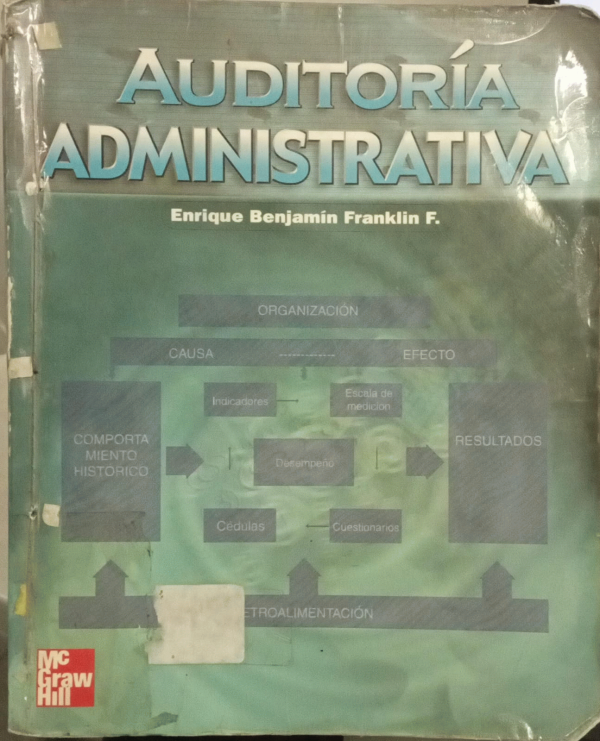 AUDITORÍA
ADMINISTRATIVA
Enrique Benjamín Franklin F.
ORGANIZACIÓN
CAUSA ------------ EFECTO
Indicadores
Escala de
medición
COMPORTA
MIENTO
HISTÓRICO
Desempeño
RESULTADOS
Cédulas
Cuestionarios
ETROALIMENTACIÓN
Mc
Graw
Hill